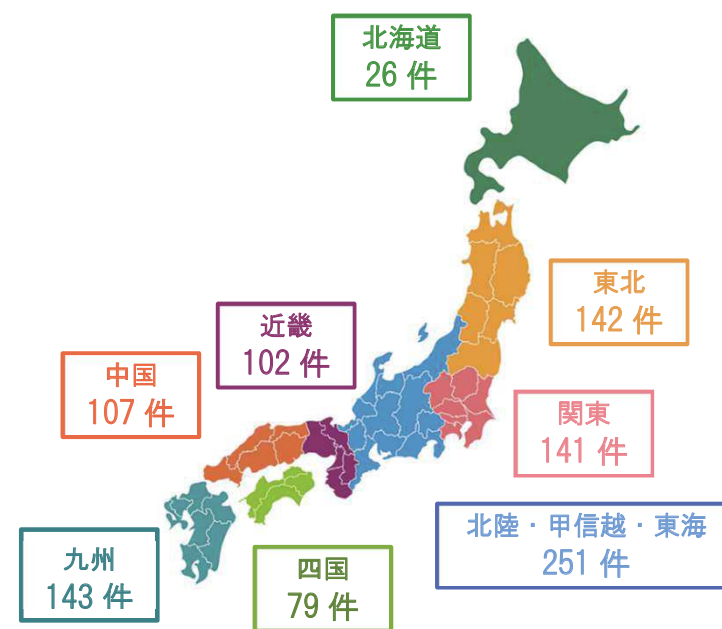 北海道
26 件
東北
142 件
近畿
102 件
中国
107 件
関東
141 件
北陸・甲信越・東海
251 件
九州
143 件
四国
79 件